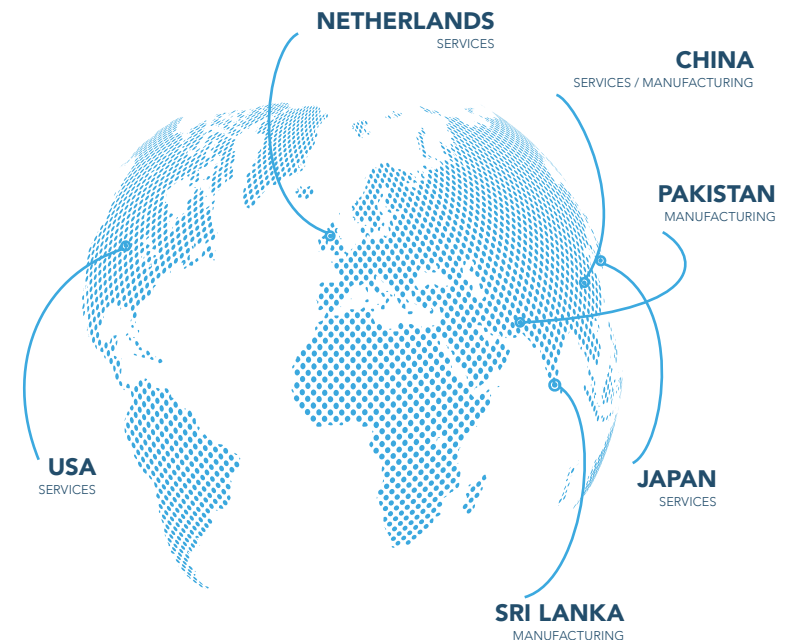 NETHERLANDS
SERVICES
CHINA
SERVICES / MANUFACTURING
PAKISTAN
MANUFACTURING
USA
SERVICES
JAPAN
SERVICES
SRI LANKA
MANUFACTURING